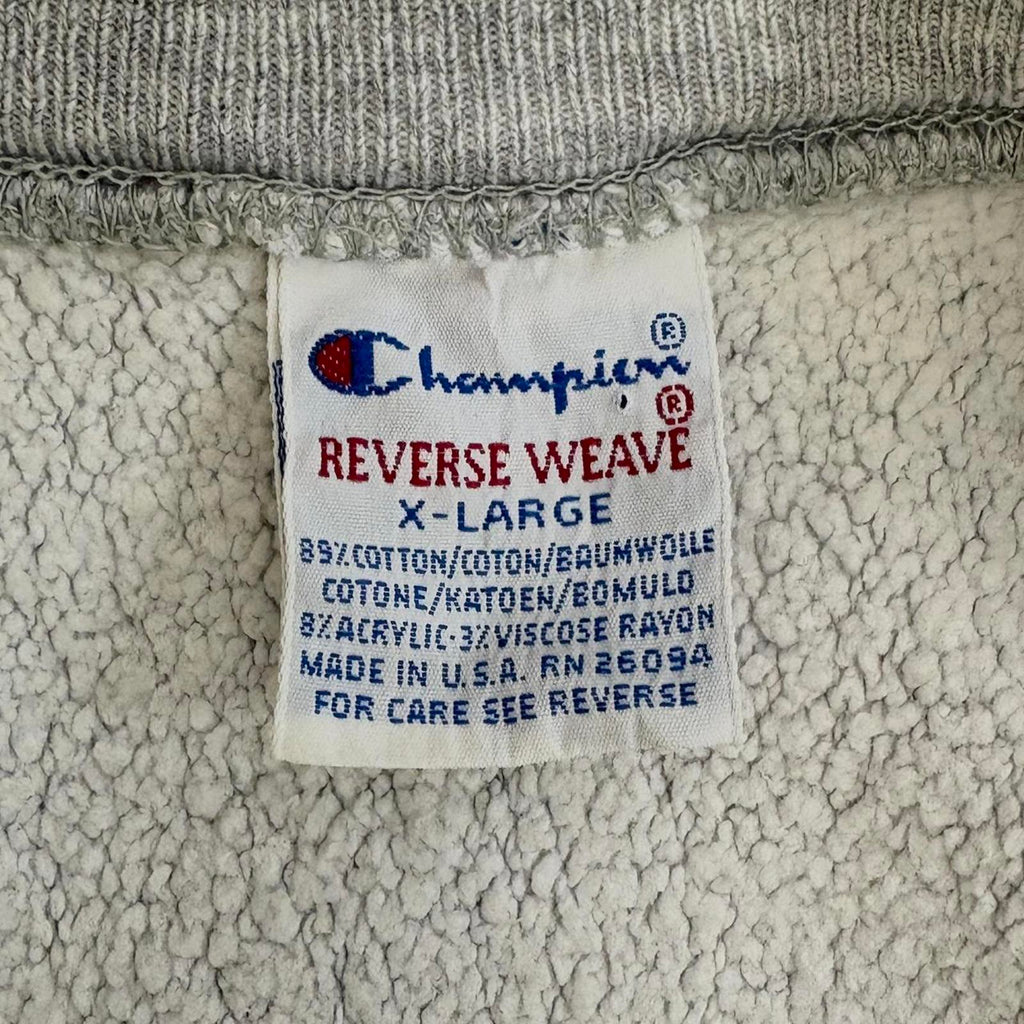 Champion®
REVERSE WEAVE®
X-LARGE
89%COTTON/COTON/BAUMWOLLE
COTONE/KATOEN/BOMULD
8%ACRYLIC·3%VISCOSE RAYON
MADE IN U.S.A. RN 26094
FOR CARE SEE REVERSE